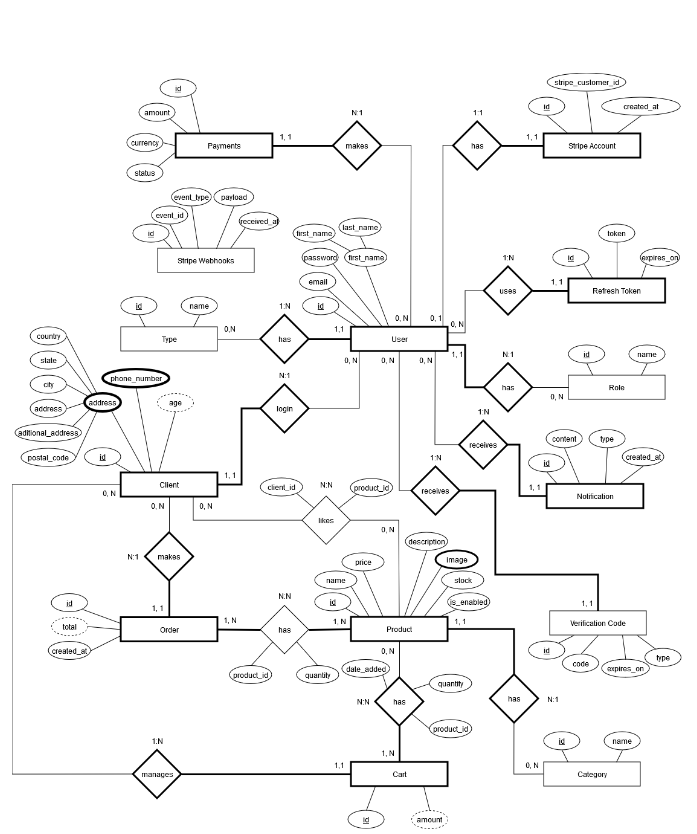 stripe_customer_id
id
id
created_at
amount
N:1
1:1
currency
Payments
1, 1
makes
has
1, 1
Stripe Account
status
event_type
payload
event_id
received_at
id
last_name
first_name
token
Stripe Webhooks
password
first_name
1:N
id
expires_on
email
uses
1, 1
Refresh Token
id
name
1:N
id
0, N
0, 1
0, N
Type
0,N
has
1,1
User
country
0, N
0, N
0, N
1, 1
N:1
id
name
state
phone_number
N:1
has
Role
city
address
age
0, N
address
login
1:N
content
type
aditional_address
receives
created_at
postal_code
id
1:N
id
Client
1, 1
client_id
N:N
product_id
receives
1, 1
Notification
0, N
0, N
0, N
likes
0, N
description
N:1
makes
price
image
name
stock
id
N:N
id
is_enabled
1, 1
1, 1
total
Order
1, N
has
1, N
Product
1, 1
Verification Code
created_at
0, N
id
type
product_id
quantity
date_added
quantity
code
expires_on
N:N
has
has
N:1
product_id
1:N
1, N
id
name
manages
1,1
Cart
0, N
Category
id
amount